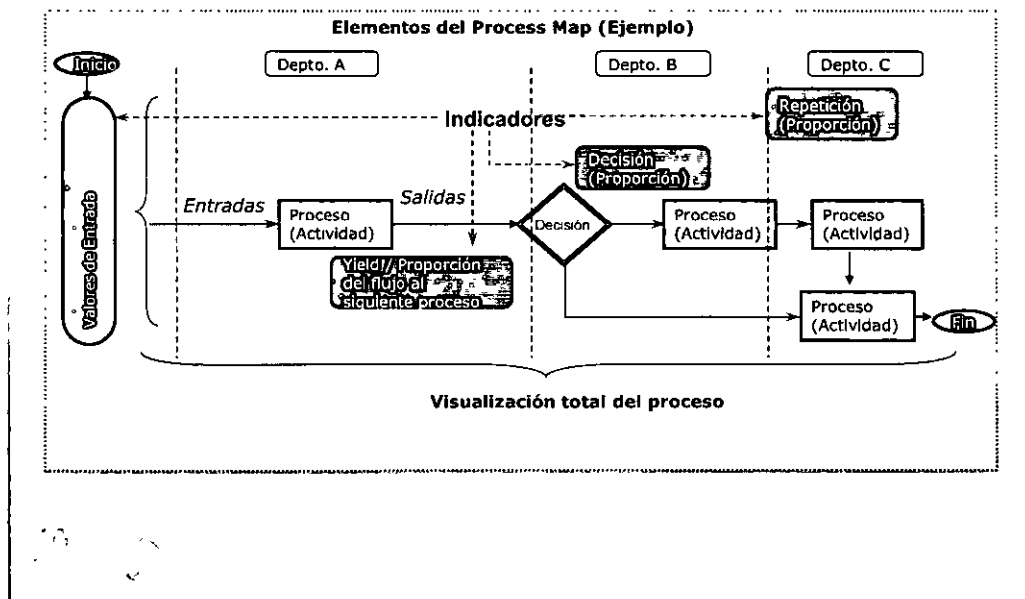 Elementos del Process Map (Ejemplo)
Inicio
Depto. A
Depto. B
Depto. C
Indicadores
Repetición
(Proporción)
Decisión
(Proporción)
Valores de Entrada
Entradas
Proceso
(Actividad)
Salidas
Decisión
Proceso
(Actividad)
Proceso
(Actividad)
Yield// Proporción
del flujo al
siguiente proceso
Proceso
(Actividad)
Fin
Visualización total del proceso